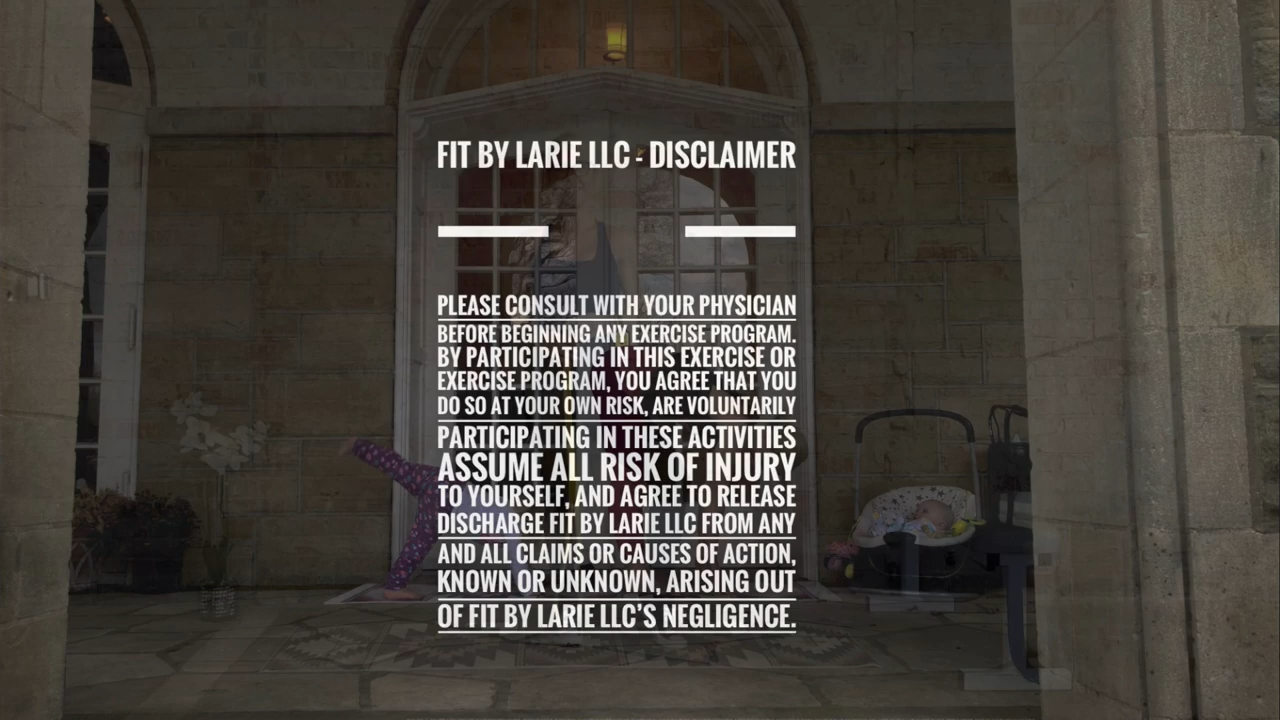 FIT BY LARIE LLC - DISCLAIMER
PLEASE CONSULT WITH YOUR PHYSICIAN
BEFORE BEGINNING ANY EXERCISE PROGRAM.
BY PARTICIPATING IN THIS EXERCISE OR
EXERCISE PROGRAM, YOU AGREE THAT YOU
DO SO AT YOUR OWN RISK, ARE VOLUNTARILY
PARTICIPATING IN THESE ACTIVITIES
ASSUME ALL RISK OF INJURY
TO YOURSELF, AND AGREE TO RELEASE
DISCHARGE FIT BY LARIE LLC FROM ANY
AND ALL CLAIMS OR CAUSES OF ACTION,
KNOWN OR UNKNOWN, ARISING OUT
OF FIT BY LARIE LLC'S NEGLIGENCE.